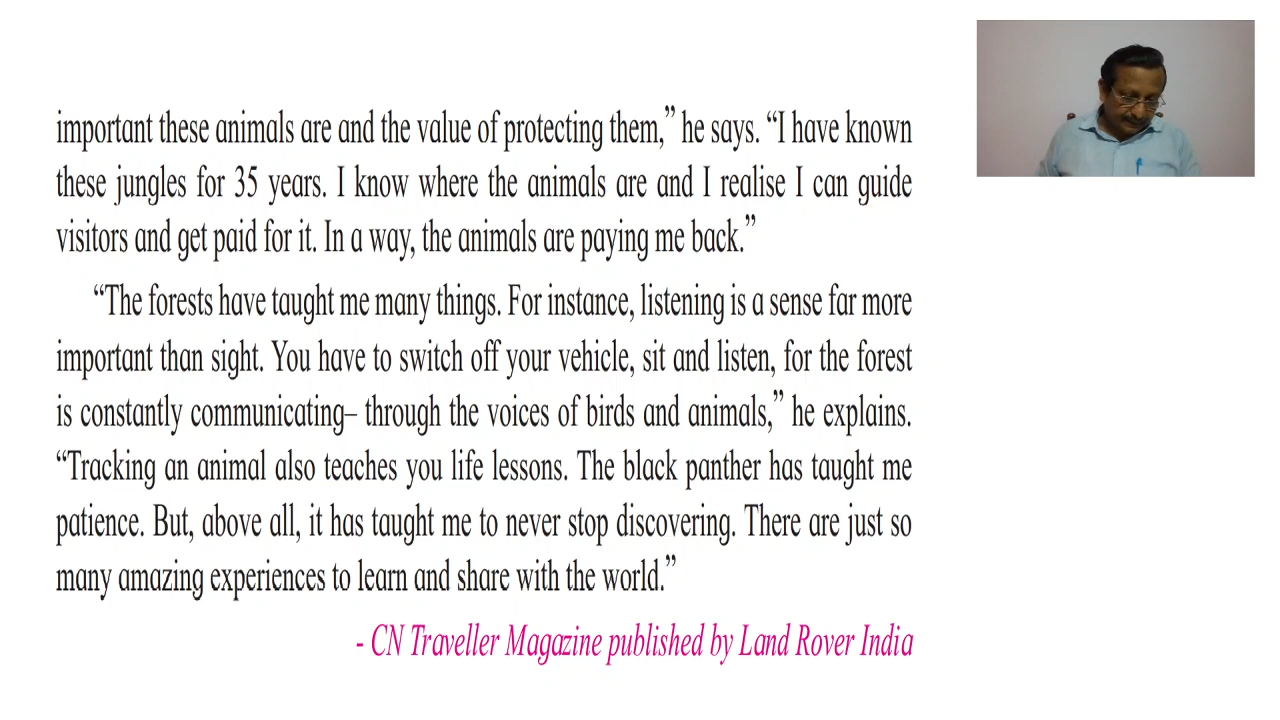 important these animals are and the value of protecting them,” he says. “I have known
these jungles for 35 years. I know where the animals are and I realise I can guide
visitors and get paid for it. In a way, the animals are paying me back.”
“The forests have taught me many things. For instance, listening is a sense far more
important than sight. You have to switch off your vehicle, sit and listen, for the forest
is constantly communicating– through the voices of birds and animals,” he explains.
“Tracking an animal also teaches you life lessons. The black panther has taught me
patience. But, above all, it has taught me to never stop discovering. There are just so
many amazing experiences to learn and share with the world.”
- CN Traveller Magazine published by Land Rover India